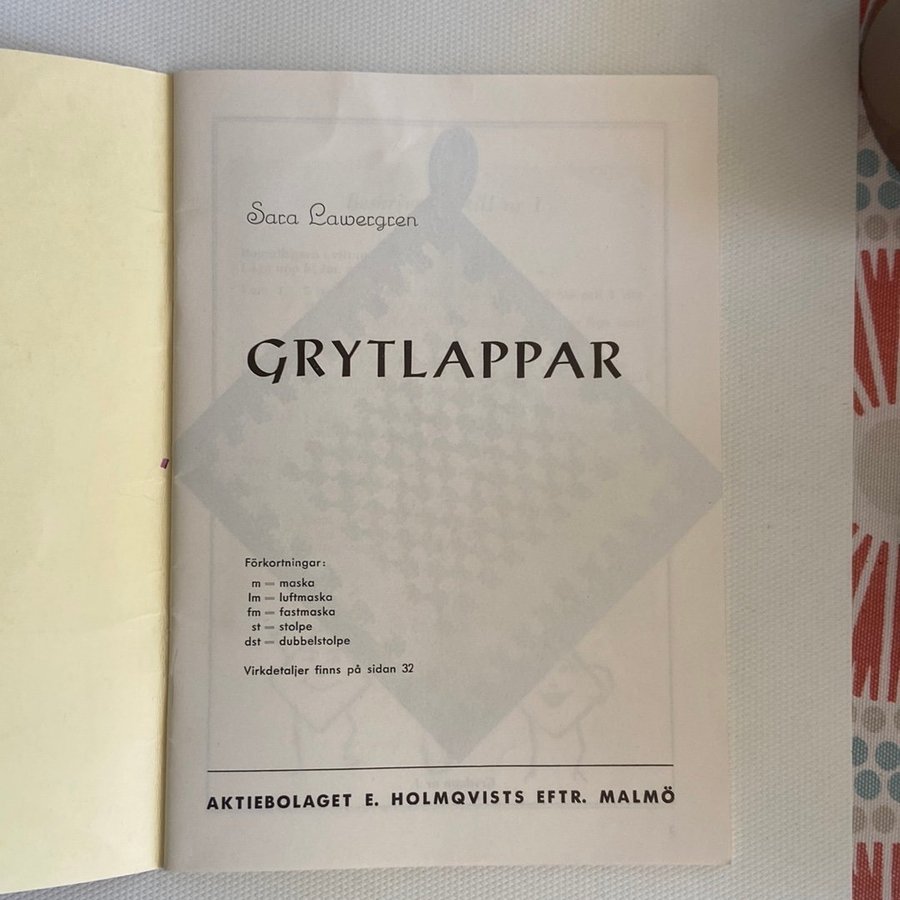 Sara Lawergren
GRYTLAPPAR
Förkortningar:
m — maska
lm — luftmaska
fm — fastmaska
st — stolpe
dst — dubbelstolpe
Virkdetaljer finns på sidan 32
AKTIEBOLAGET E. HOLMQVISTS EFTR. MALMÖ